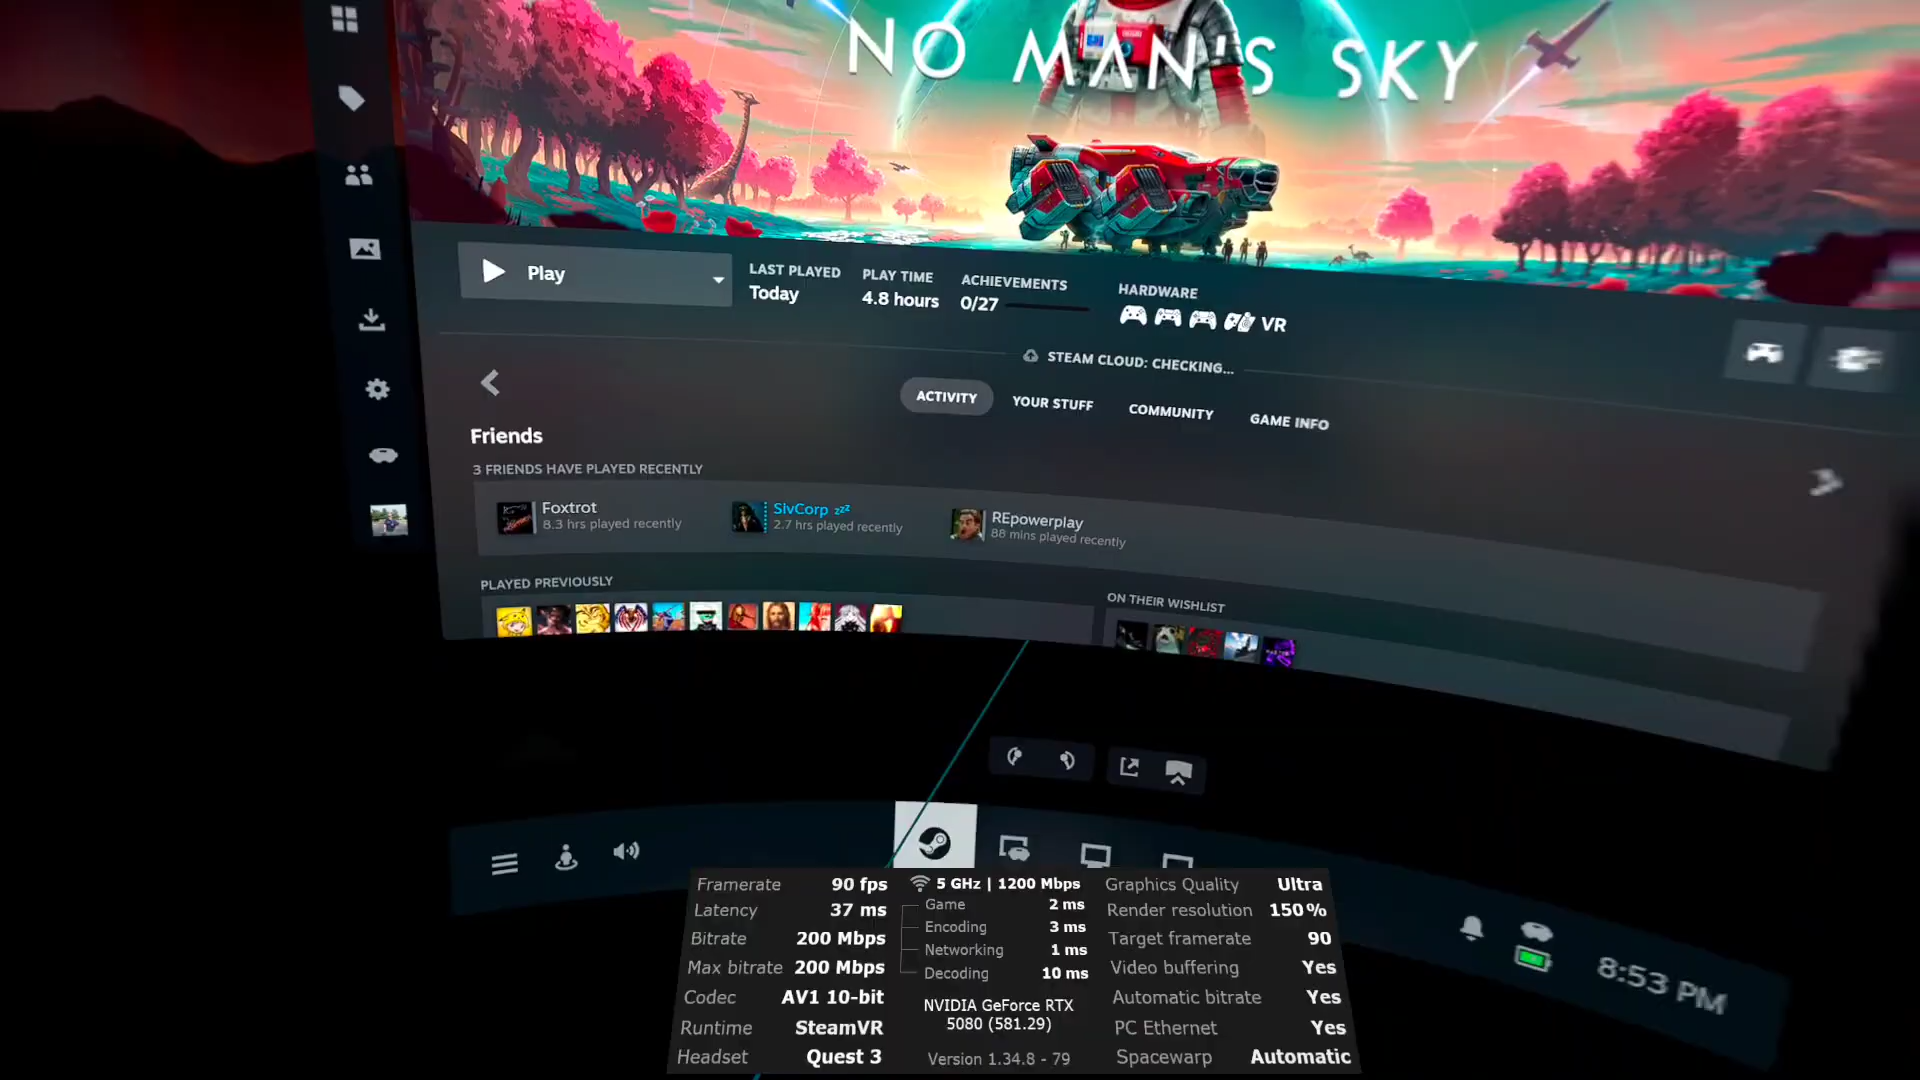 NO MAN'S SKY
Play
LAST PLAYED
Today
PLAY TIME
4.8 hours
ACHIEVEMENTS
0/27
HARDWARE
VR
STEAM CLOUD: CHECKING...
ACTIVITY
YOUR STUFF
COMMUNITY
GAME INFO
Friends
3 FRIENDS HAVE PLAYED RECENTLY
Foxtrot
8.3 hrs played recently
SlvCorp zzz
2.7 hrs played recently
REpowerplay
88 mins played recently
PLAYED PREVIOUSLY
ON THEIR WISHLIST
Framerate 90 fps
Latency 37 ms
Bitrate 200 Mbps
Max bitrate 200 Mbps
Codec AV1 10-bit
Runtime SteamVR
Headset Quest 3
5 GHz | 1200 Mbps
Game 2 ms
Encoding 3 ms
Networking 1 ms
Decoding 10 ms
NVIDIA GeForce RTX
5080 (581.29)
Version 1.34.8 - 79
Graphics Quality Ultra
Render resolution 150%
Target framerate 90
Video buffering Yes
Automatic bitrate Yes
PC Ethernet Yes
Spacewarp Automatic
8:53 PM